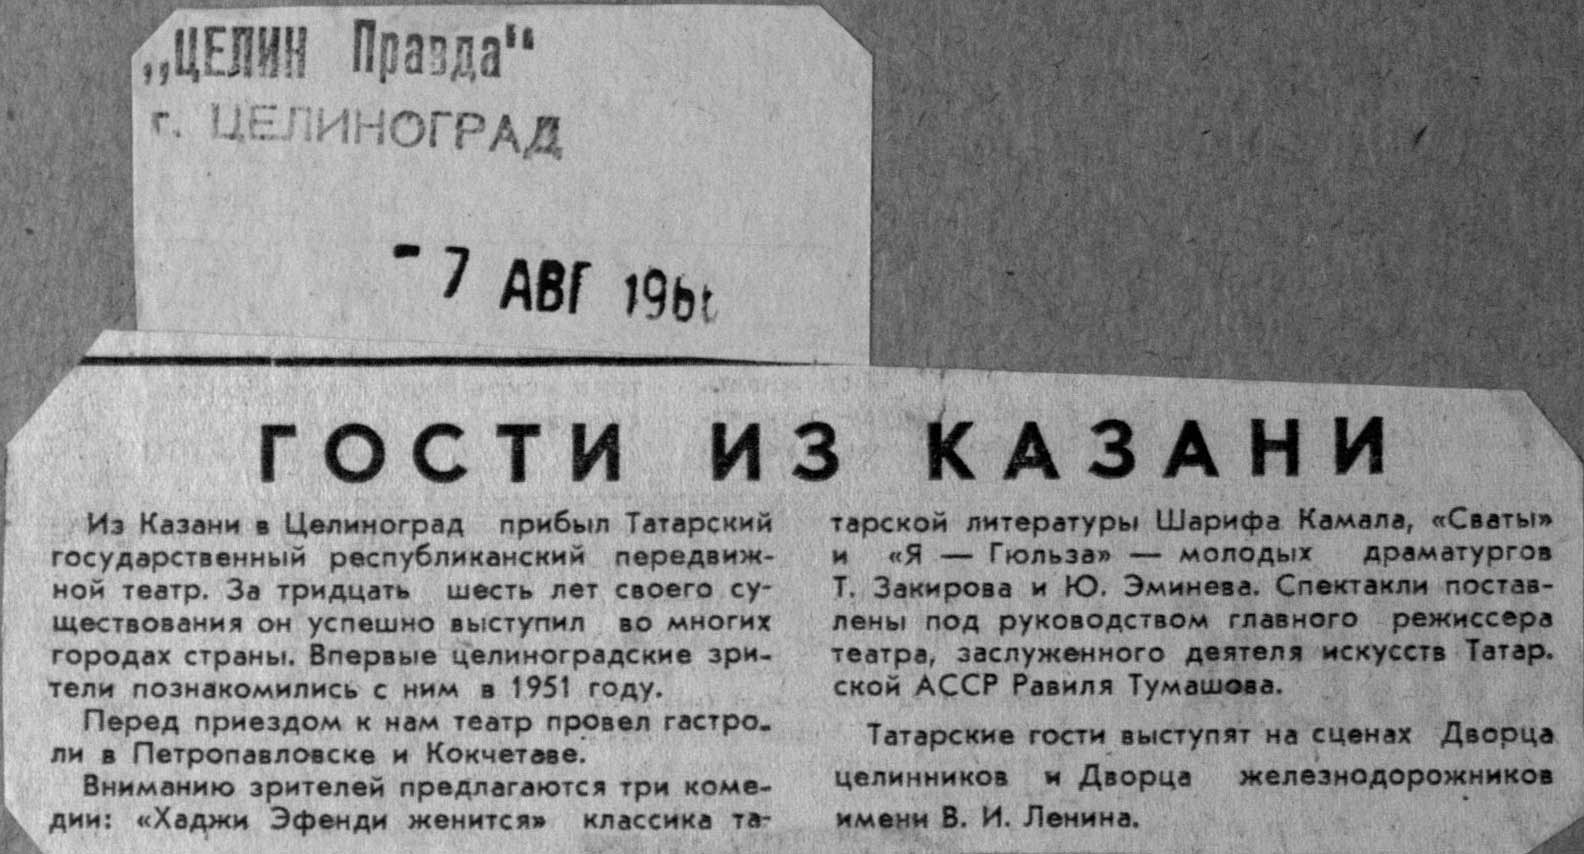 „ЦЕЛИН Правда"
г. ЦЕЛИНОГРАД
- 7 АВГ
ГОСТИ ИЗ КАЗАНИ
Из Казани в Целиноград прибыл Татарский
государственный республиканский передвиж-
ной театр. За тридцать шесть лет своего су-
ществования он успешно выступил во многих
городах страны. Впервые целиноградские зри-
тели познакомились с ним в 1951 году.
Перед приездом к нам театр провел гастро-
ли в Петропавловске и Кокчетаве.
Вниманию зрителей предлагаются три коме-
дии: «Хаджи Эфенди женится» классика та-
тарской литературы Шарифа Камала, «Сваты»
и «Я — Гюльза» — молодых драматургов
Т. Закирова и Ю. Эминева. Спектакли постав-
лены под руководством главного режиссера
театра, заслуженного деятеля искусств Татар.
ской АССР Равиля Тумашова.
Татарские гости выступят на сценах Дворца
целинников и Дворца железнодорожников
имени В. И. Ленина.